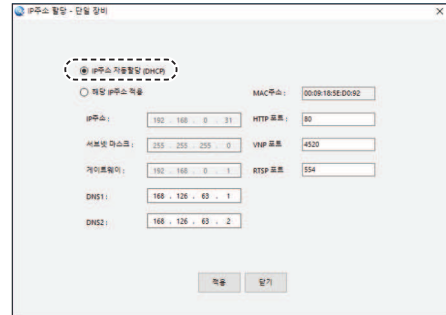 IP주소 할당 - 단일 장비
IP주소 자동할당 (DHCP)
해당 IP주소 적용
MAC주소 : 00:09:18:5E:D0:92
IP주소 : 192 . 168 . 0 . 31
HTTP 포트 : 80
서브넷 마스크 : 255 . 255 . 255 . 0
VNP 포트 4520
게이트웨이 : 192 . 168 . 0 . 1
RTSP 포트 554
DNS1 : 168 . 126 . 63 . 1
DNS2 : 168 . 126 . 63 . 2
적용 닫기